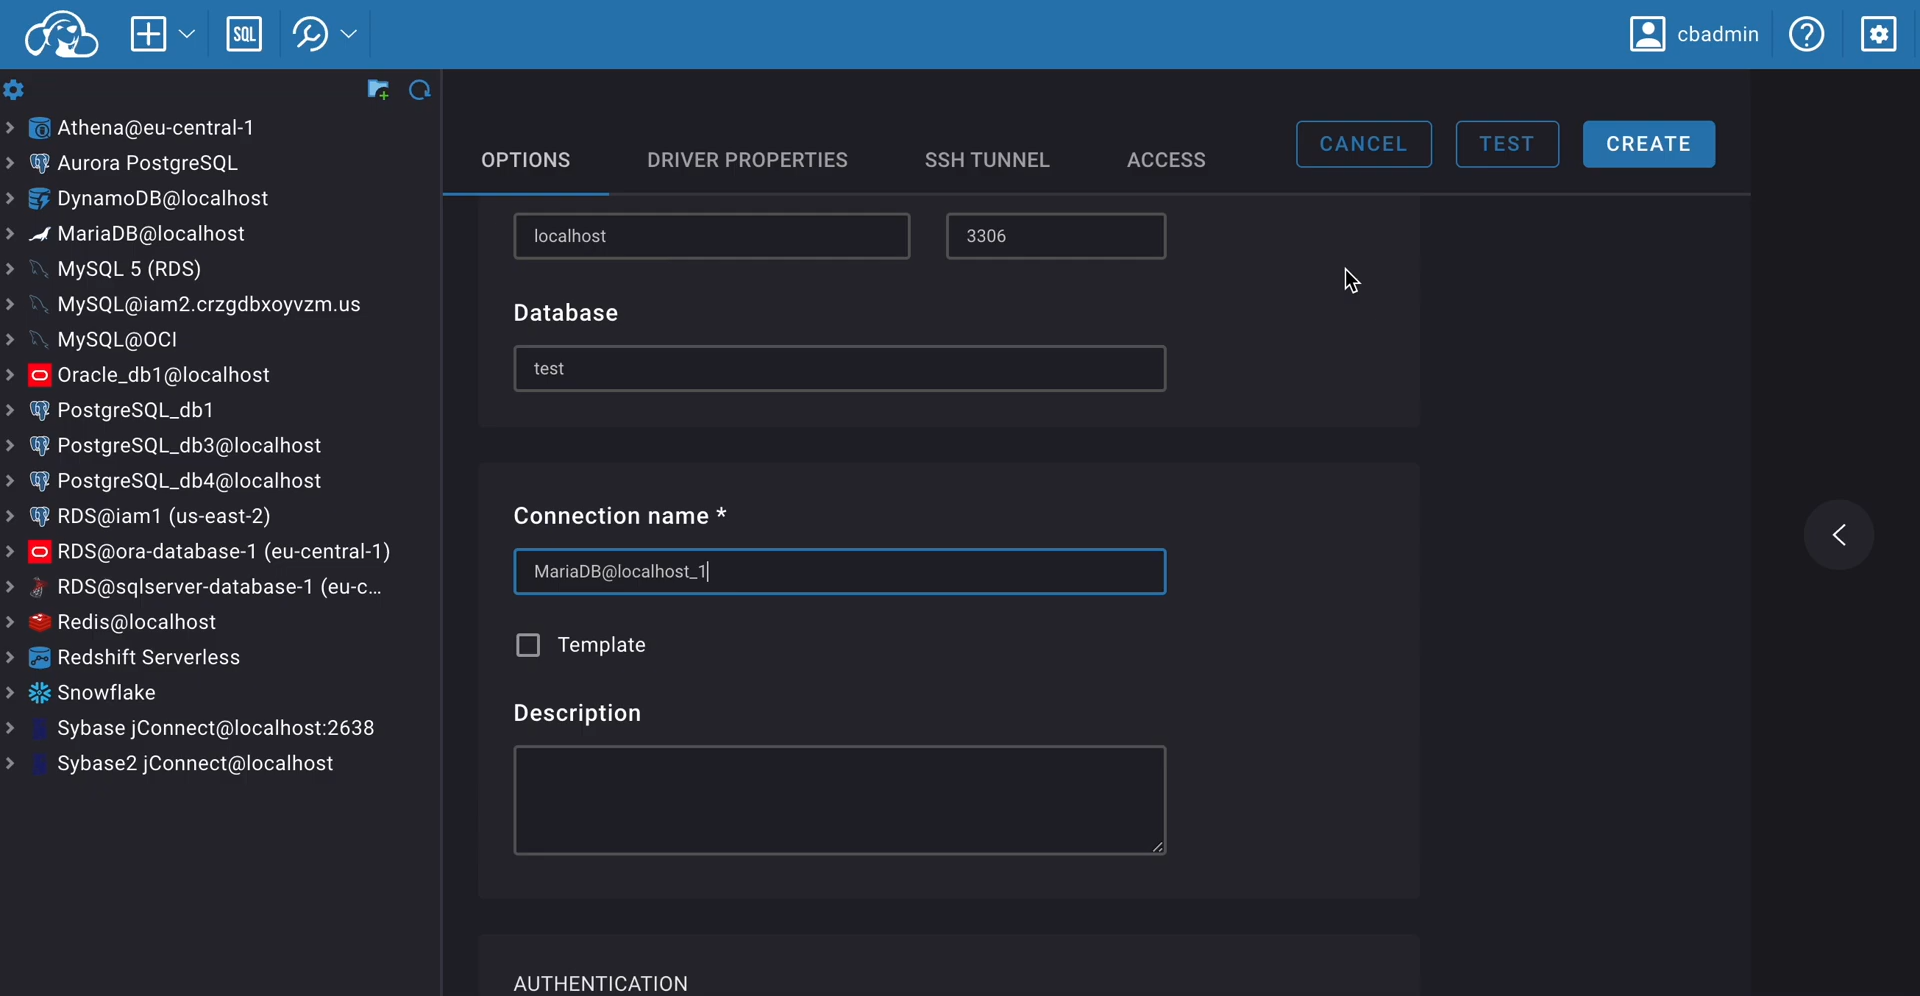 SQL
cbadmin
Athena@eu-central-1
Aurora PostgreSQL
DynamoDB@localhost
MariaDB@localhost
MySQL 5 (RDS)
MySQL@iam2.crzgdbxoyvzm.us
MySQL@OCI
Oracle_db1@localhost
PostgreSQL_db1
PostgreSQL_db3@localhost
PostgreSQL_db4@localhost
RDS@iam1 (us-east-2)
RDS@ora-database-1 (eu-central-1)
RDS@sqlserver-database-1 (eu-c...
Redis@localhost
Redshift Serverless
Snowflake
Sybase jConnect@localhost:2638
Sybase2 jConnect@localhost
OPTIONS DRIVER PROPERTIES SSH TUNNEL ACCESS CANCEL TEST CREATE
localhost 3306
Database
test
Connection name *
MariaDB@localhost_1
Template
Description
AUTHENTICATION